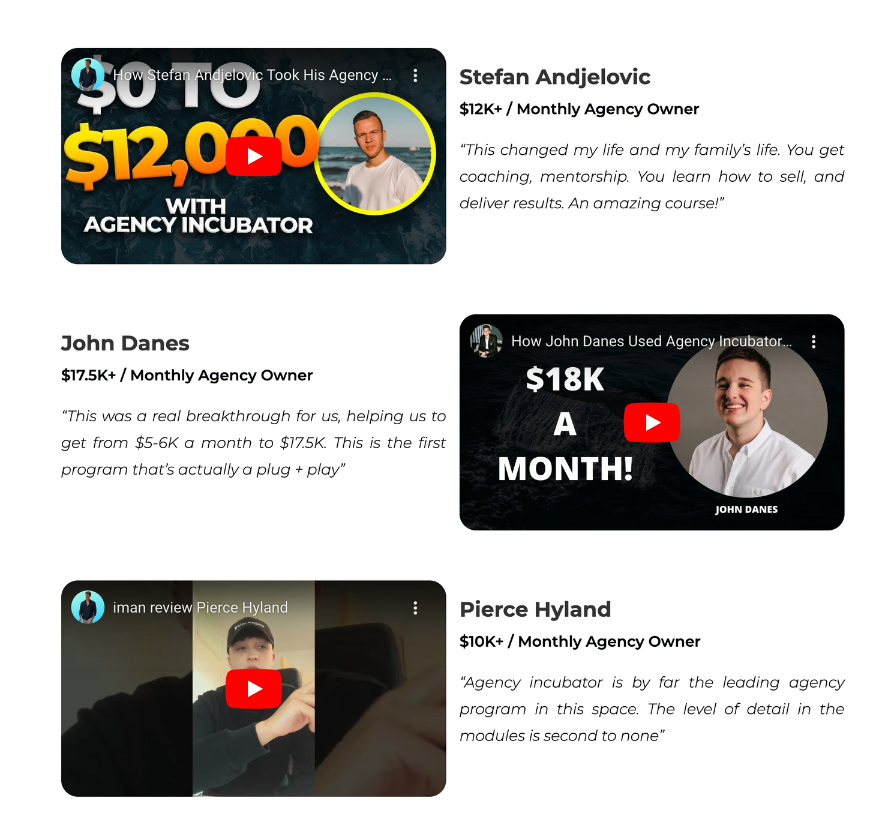 How Stefan Andjelovic Took His Agency ...
$0 TO
$12,000
WITH
AGENCY INCUBATOR
Stefan Andjelovic
$12K+ / Monthly Agency Owner
“This changed my life and my family’s life. You get
coaching, mentorship. You learn how to sell, and
deliver results. An amazing course!”
John Danes
$17.5K+ / Monthly Agency Owner
“This was a real breakthrough for us, helping us to
get from $5-6K a month to $17.5K. This is the first
program that’s actually a plug + play”
How John Danes Used Agency Incubator...
$18K
A
MONTH!
JOHN DANES
iman review Pierce Hyland
Pierce Hyland
$10K+ / Monthly Agency Owner
“Agency incubator is by far the leading agency
program in this space. The level of detail in the
modules is second to none”